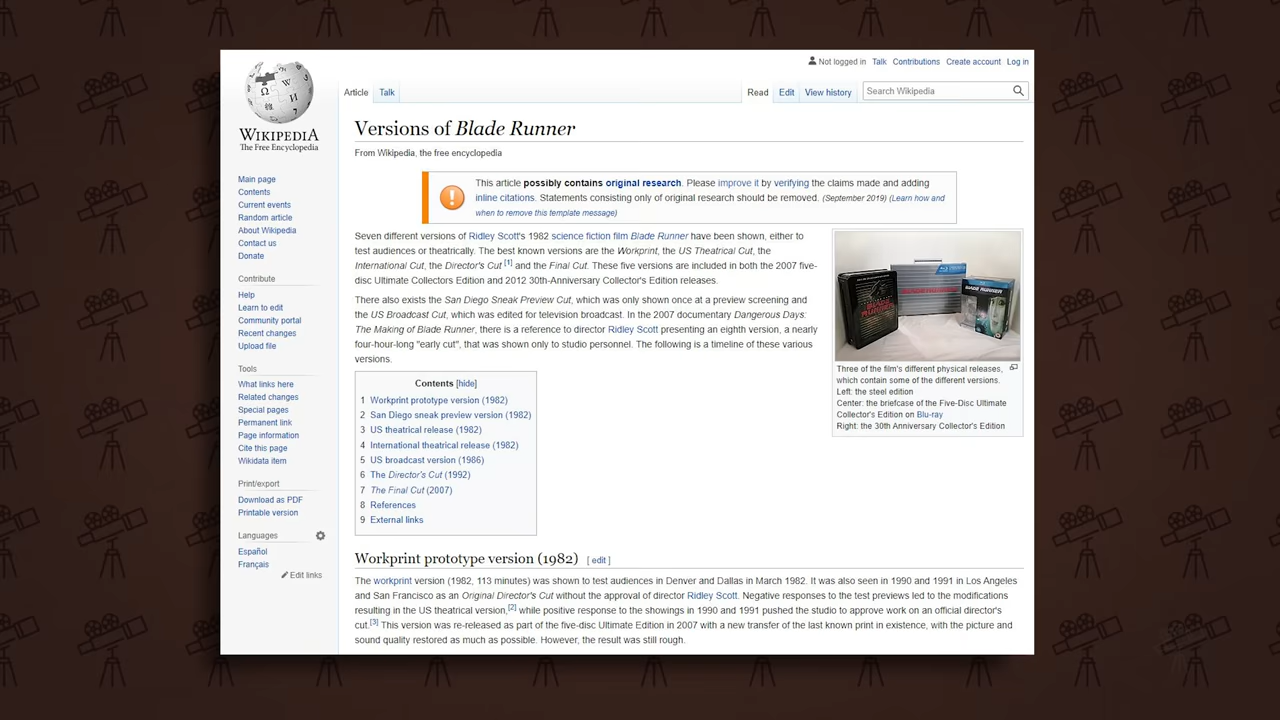 Not logged in Talk Contributions Create account Log in
Article Talk
Read Edit View history Search Wikipedia
WIKIPEDIA
The Free Encyclopedia
Main page
Contents
Current events
Random article
About Wikipedia
Contact us
Donate
Contribute
Help
Learn to edit
Community portal
Recent changes
Upload file
Tools
What links here
Related changes
Special pages
Permanent link
Page information
Cite this page
Wikidata item
Print/export
Download as PDF
Printable version
Languages
Español
Français
Edit links
Versions of Blade Runner
From Wikipedia, the free encyclopedia
This article possibly contains original research. Please improve it by verifying the claims made and adding
inline citations. Statements consisting only of original research should be removed. (September 2019) (Learn how and
when to remove this template message)
Seven different versions of Ridley Scott's 1982 science fiction film Blade Runner have been shown, either to
test audiences or theatrically. The best known versions are the Workprint, the US Theatrical Cut, the
International Cut, the Director's Cut [1] and the Final Cut. These five versions are included in both the 2007 five-
disc Ultimate Collectors Edition and 2012 30th-Anniversary Collector's Edition releases.
There also exists the San Diego Sneak Preview Cut, which was only shown once at a preview screening and
the US Broadcast Cut, which was edited for television broadcast. In the 2007 documentary Dangerous Days:
The Making of Blade Runner, there is a reference to director Ridley Scott presenting an eighth version, a nearly
four-hour-long "early cut", that was shown only to studio personnel. The following is a timeline of these various
versions.
Three of the film's different physical releases,
which contain some of the different versions.
Left: the steel edition
Center: the briefcase of the Five-Disc Ultimate
Collector's Edition on Blu-ray
Right: the 30th Anniversary Collector's Edition
Contents [hide]
1 Workprint prototype version (1982)
2 San Diego sneak preview version (1982)
3 US theatrical release (1982)
4 International theatrical release (1982)
5 US broadcast version (1986)
6 The Director's Cut (1992)
7 The Final Cut (2007)
8 References
9 External links
Workprint prototype version (1982) [ edit ]
The workprint version (1982, 113 minutes) was shown to test audiences in Denver and Dallas in March 1982. It was also seen in 1990 and 1991 in Los Angeles
and San Francisco as an Original Director's Cut without the approval of director Ridley Scott. Negative responses to the test previews led to the modifications
resulting in the US theatrical version,[2] while positive response to the showings in 1990 and 1991 pushed the studio to approve work on an official director's
cut.[3] This version was re-released as part of the five-disc Ultimate Edition in 2007 with a new transfer of the last known print in existence, with the picture and
sound quality restored as much as possible. However, the result was still rough.